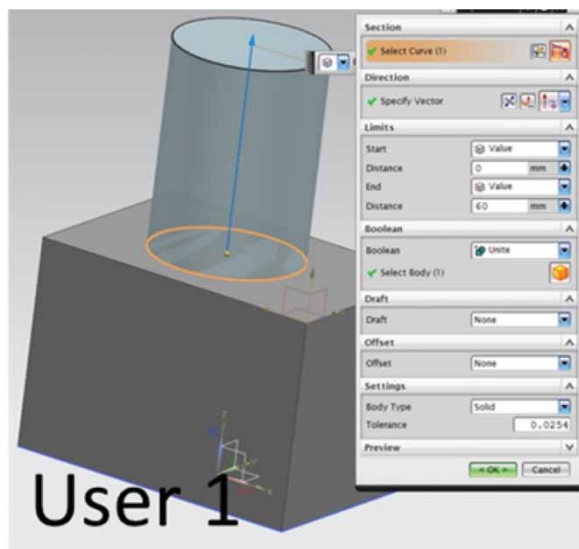 Section
Select Curve (1)
Direction
Specify Vector
Limits
Start Value
Distance 0 mm
End Value
Distance 60 mm
Boolean
Boolean Unite
Select Body (1)
Draft
Draft None
Offset
Offset None
Settings
Body Type Solid
Tolerance 0.0254
Preview
< OK > Cancel
User 1